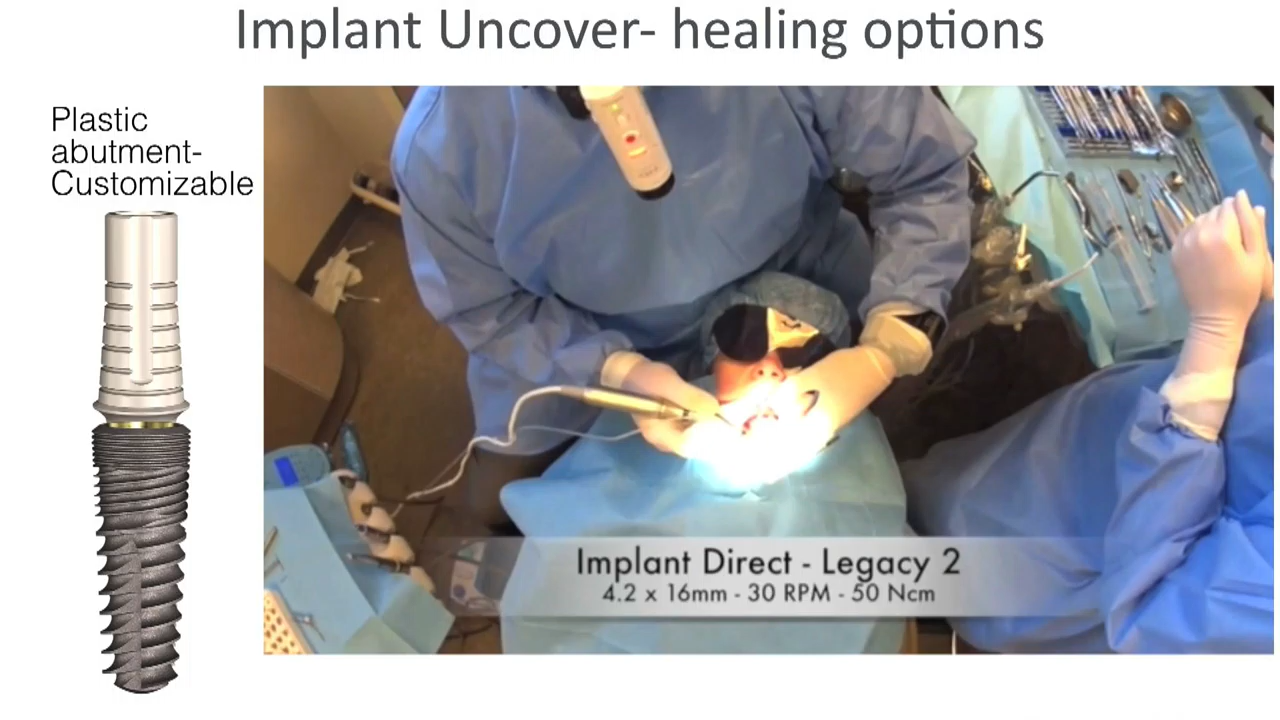 Implant Uncover- healing options
Plastic
abutment-
Customizable
Implant Direct - Legacy 2
4.2 x 16mm - 30 RPM - 50 Ncm